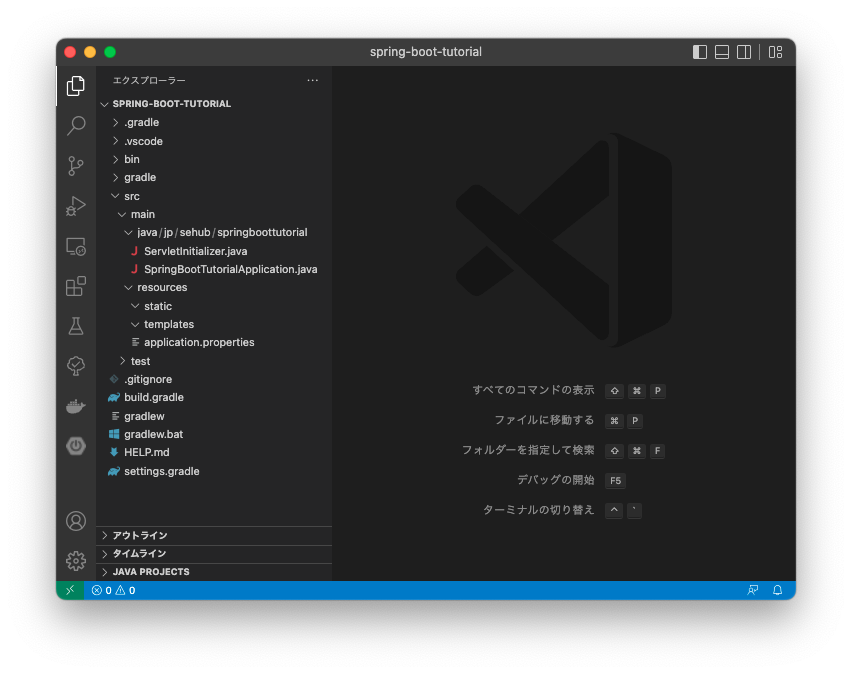 spring-boot-tutorial
エクスプローラー
SPRING-BOOT-TUTORIAL
.gradle
.vscode
bin
gradle
src
main
java/jp/sehub/springboottutorial
ServletInitializer.java
SpringBootTutorialApplication.java
resources
static
templates
application.properties
test
.gitignore
build.gradle
gradlew
gradlew.bat
HELP.md
settings.gradle
アウトライン
タイムライン
JAVA PROJECTS
すべてのコマンドの表示 ⇧ ⌘ P
ファイルに移動する ⌘ P
フォルダーを指定して検索 ⇧ ⌘ F
デバッグの開始 F5
ターミナルの切り替え ^ `
0 0